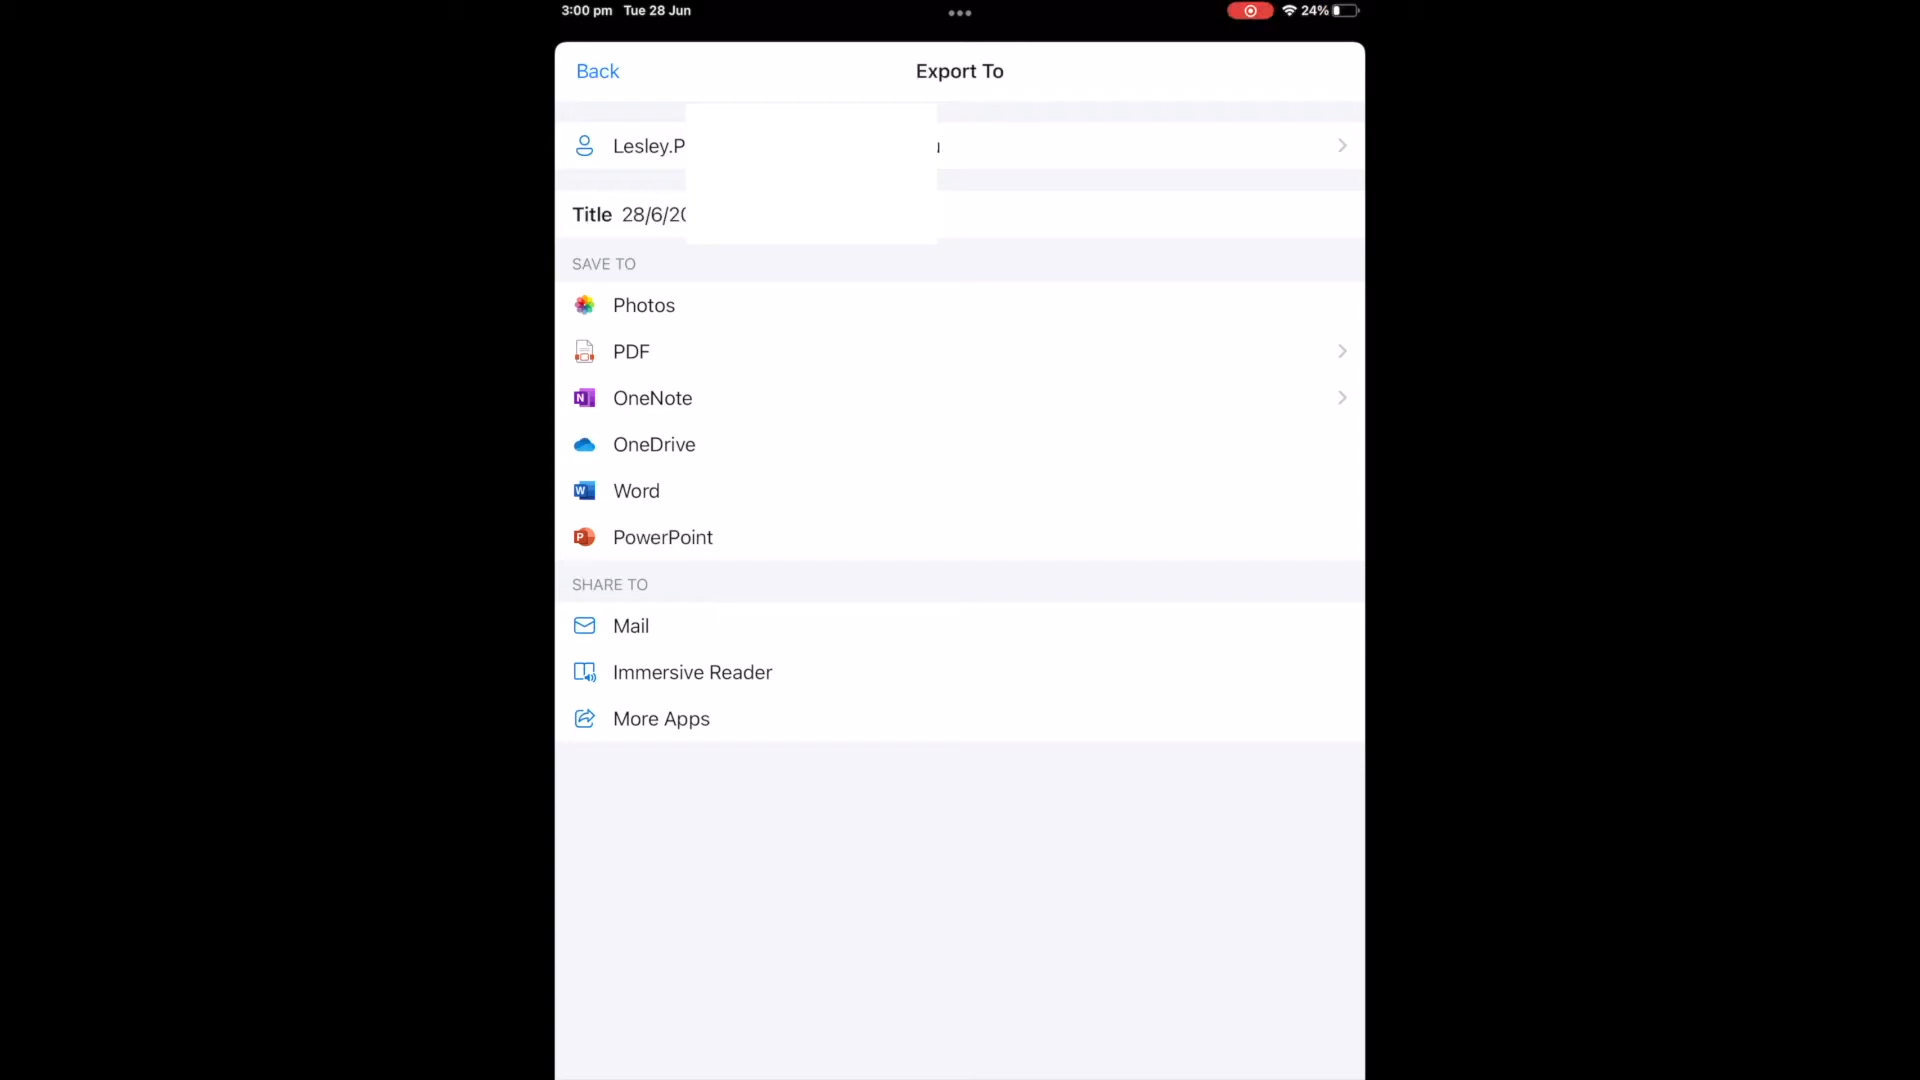 3:00 pm Tue 28 Jun
24%
Back
Export To
Lesley.P
Title 28/6/20
SAVE TO
Photos
PDF
OneNote
OneDrive
Word
PowerPoint
SHARE TO
Mail
Immersive Reader
More Apps